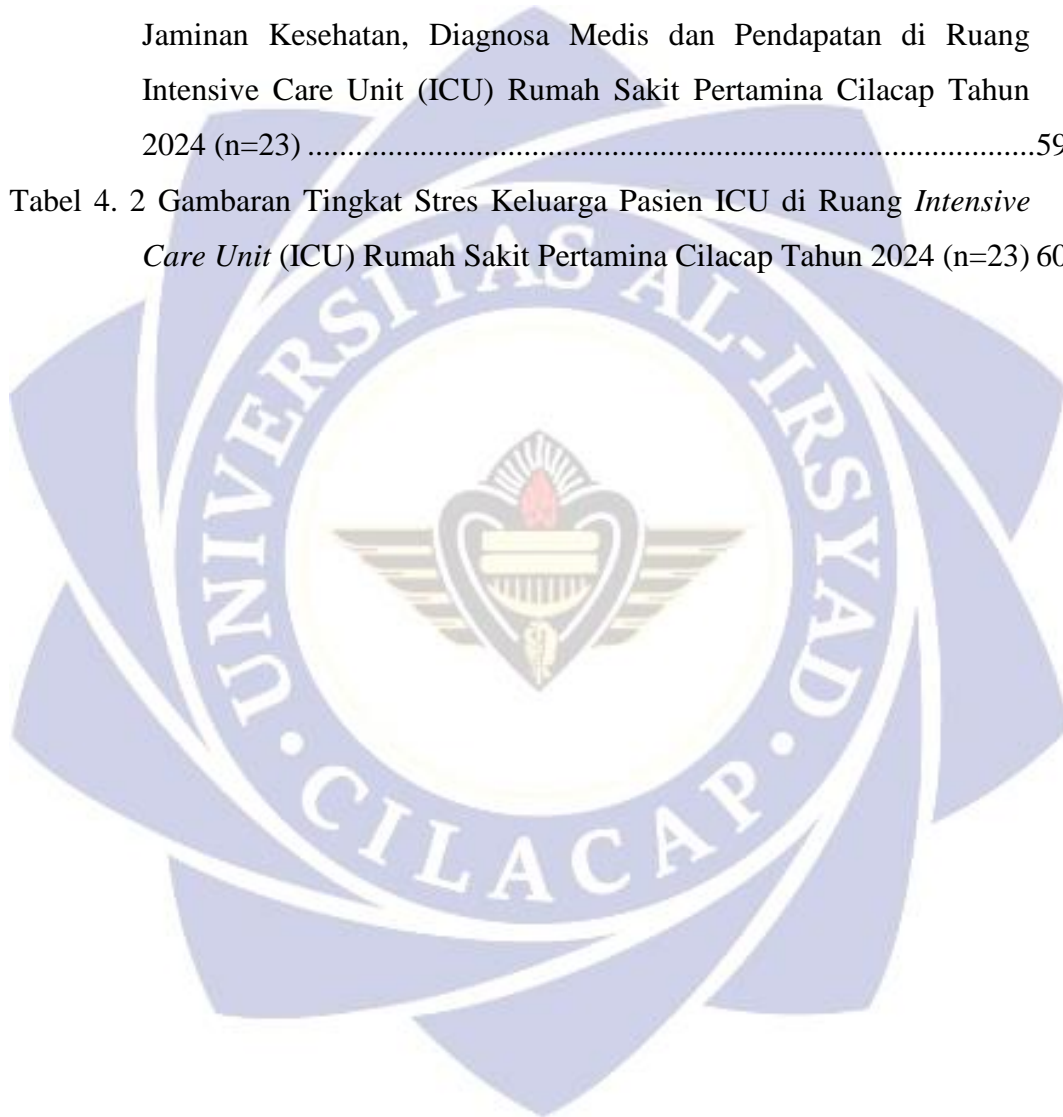 Jaminan Kesehatan, Diagnosa Medis dan Pendapatan di Ruang
Intensive Care Unit (ICU) Rumah Sakit Pertamina Cilacap Tahun
2024 (n=23) ............................................................................59
Tabel 4. 2 Gambaran Tingkat Stres Keluarga Pasien ICU di Ruang Intensive
Care Unit (ICU) Rumah Sakit Pertamina Cilacap Tahun 2024 (n=23) 60
UNIVERSITAS AL-IRSYAD
• CILACAP •